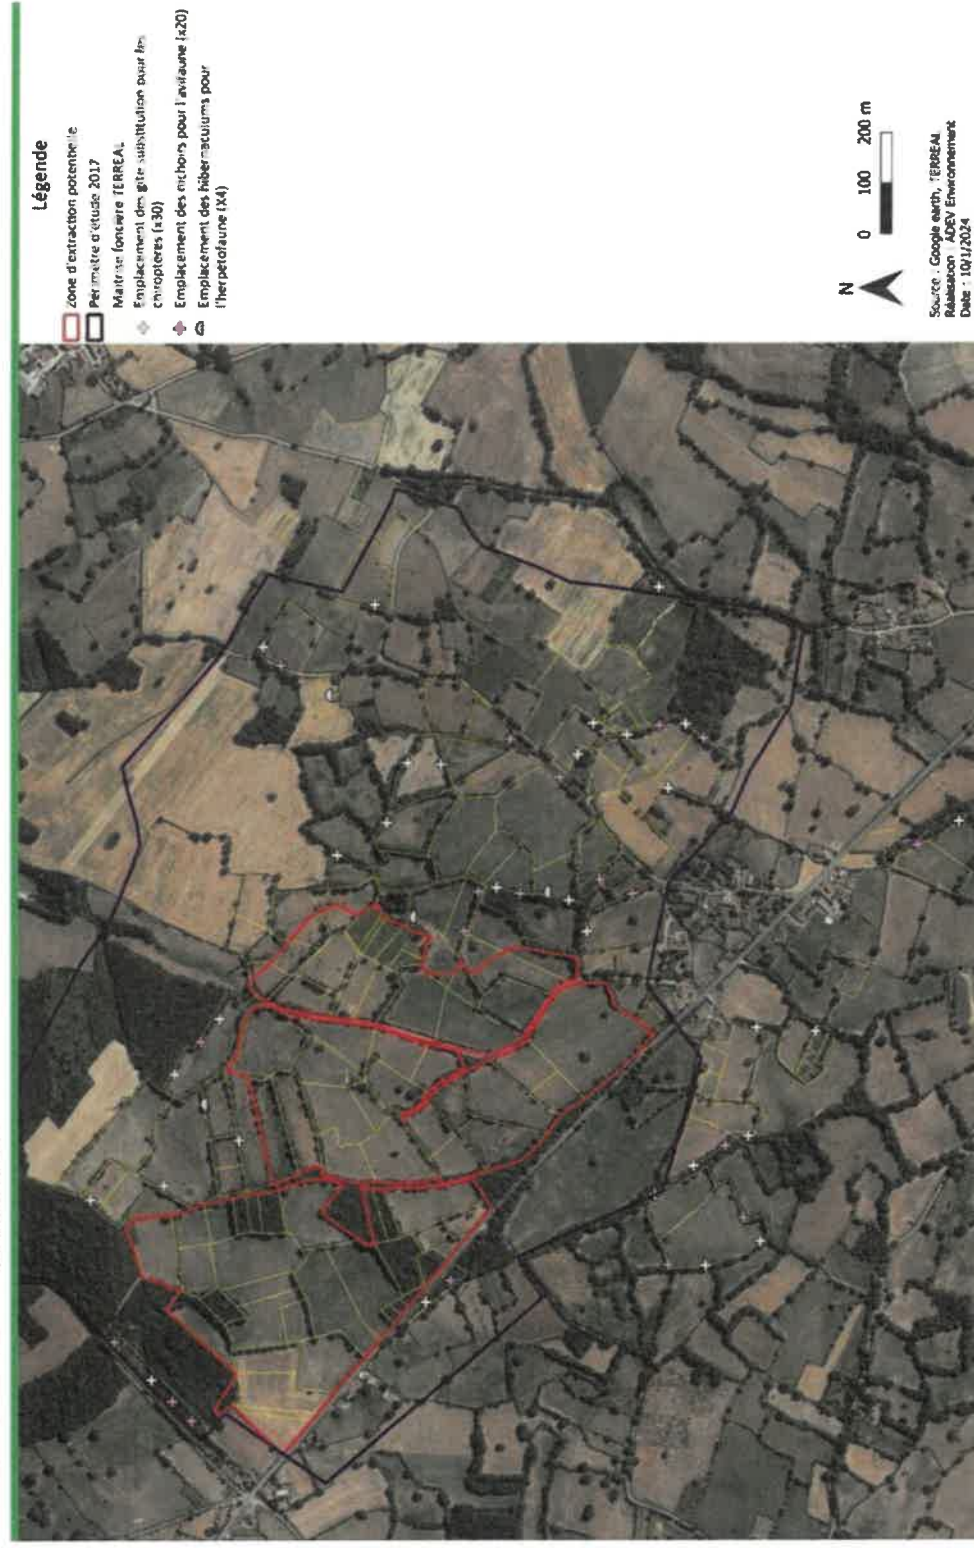 Légende
Zone d'extraction potentielle
Périmètre d'étude 2017
Maîtrise foncière TERREAL
Emplacement des gîte substitution pour les
chiroptères (x30)
Emplacement des nichoirs pour l'avifaune (x20)
Emplacement des hibernaculums pour
l'herpétofaune (X4)
N
0 100 200 m
Source : Google earth, TERREAL
Réalisation : ADEV Environnement
Date : 10/1/2024